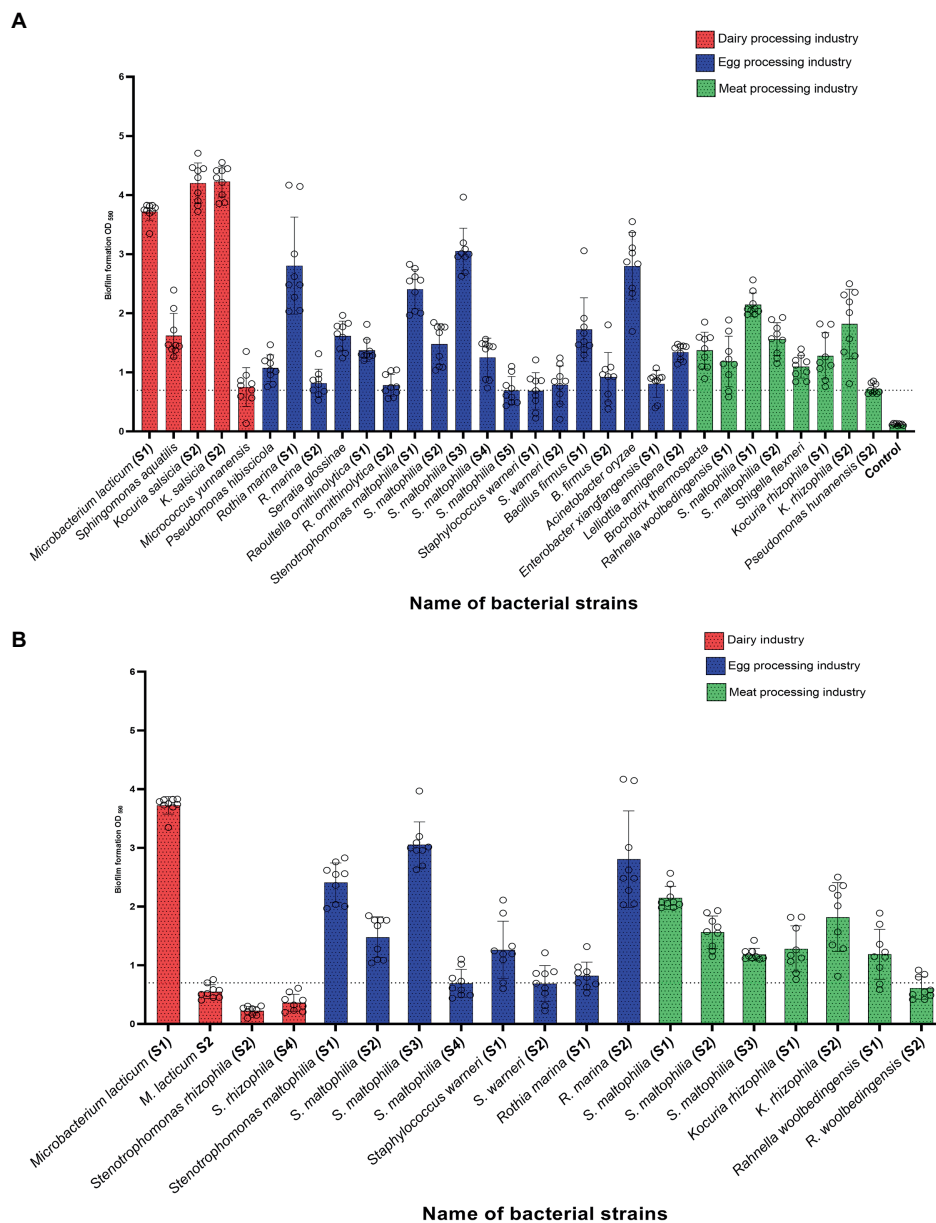 A
Dairy processing industry
Egg processing industry
Meat processing industry
6
5
4
3
2
1
0
Biofilm formation OD 590
Microbacterium lacticum (S1)
Sphingomonas aquatilis
Kocuria salsicia (S2)
K. salsicia (S2)
Micrococcus yunnanensis
Pseudomonas hibiscicola
Rothia marina (S1)
R. marina (S2)
Serratia glossinae
Raoultella ornithinolytica (S1)
R. ornithinolytica (S2)
Stenotrophomonas maltophilia (S1)
S. maltophilia (S2)
S. maltophilia (S3)
S. maltophilia (S4)
S. maltophilia (S5)
Staphylococcus warneri (S1)
S. warneri (S2)
Bacillus firmus (S1)
B. firmus (S2)
Acinetobacter oryzae
Enterobacter xiangfangensis (S1)
Lelliottia amnigena (S2)
Brochotrix thermospacta
Rahnella woolbedingensis (S1)
S. maltophilia (S1)
S. maltophilia (S2)
Shigella flexneri
Kocuria rhizophila (S1)
K. rhizophila (S2)
Pseudomonas hunanensis (S2)
Control
Name of bacterial strains
B
Dairy industry
Egg processing industry
Meat processing industry
6
5
4
3
2
1
0
Biofilm formation OD 590
Microbacterium lacticum (S1)
M. lacticum S2
Stenotrophomonas rhizophila (S2)
S. rhizophila (S4)
Stenotrophomonas maltophilia (S1)
S. maltophilia (S2)
S. maltophilia (S3)
S. maltophilia (S4)
Staphylococcus warneri (S1)
S. warneri (S2)
Rothia marina (S1)
R. marina (S2)
S. maltophilia (S1)
S. maltophilia (S2)
S. maltophilia (S3)
Kocuria rhizophila (S1)
K. rhizophila (S2)
Rahnella woolbedingensis (S1)
R. woolbedingensis (S2)
Name of bacterial strains